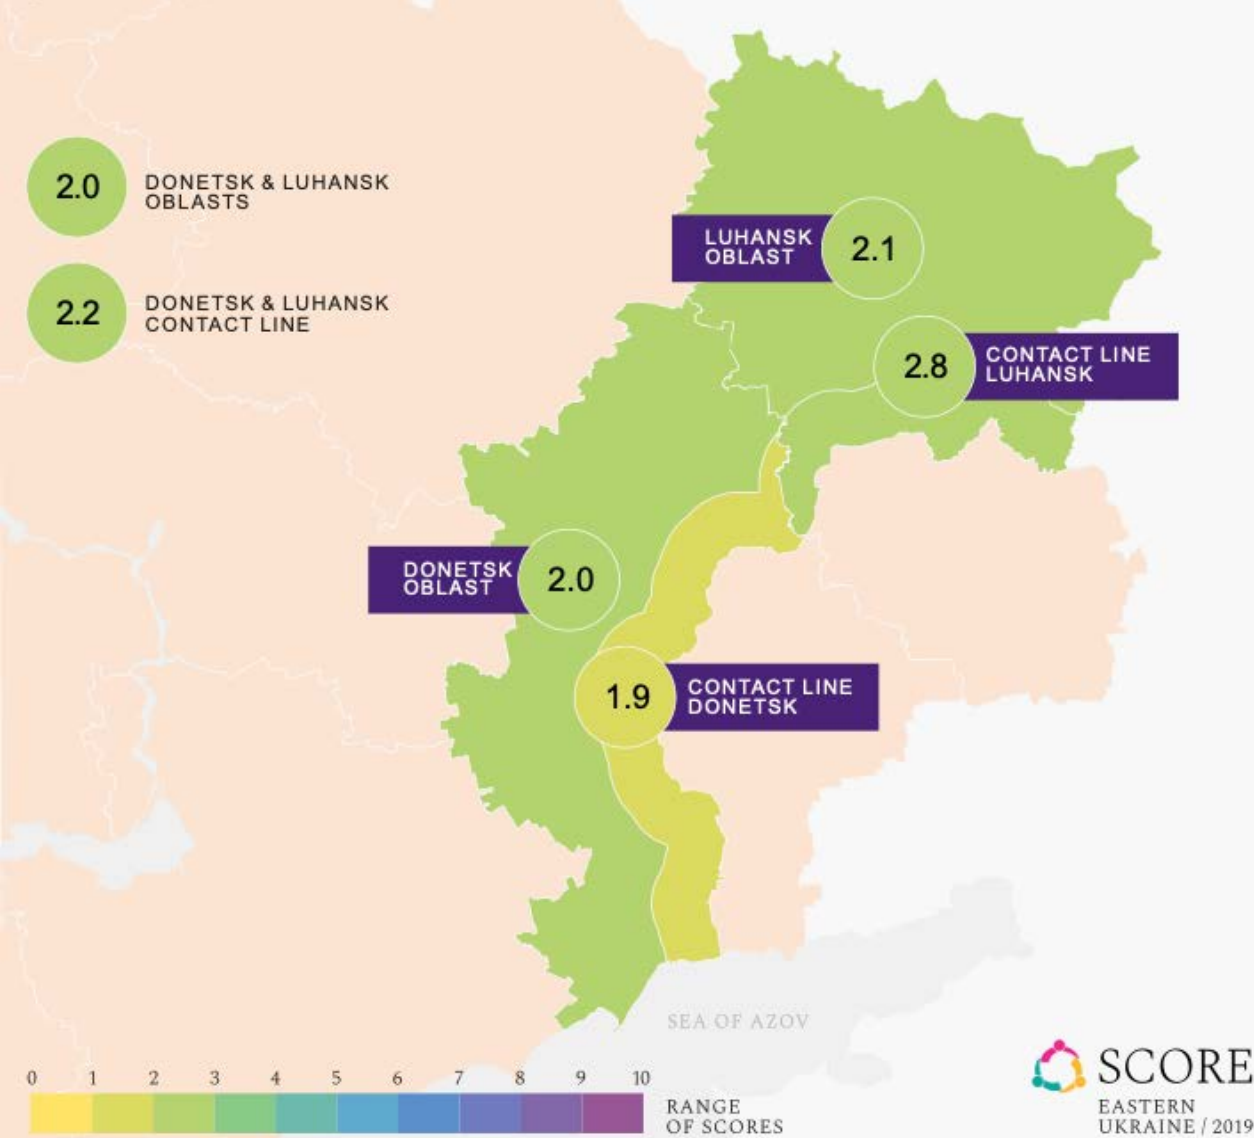 2.0
DONETSK & LUHANSK
OBLASTS
2.2
DONETSK & LUHANSK
CONTACT LINE
LUHANSK
OBLAST
2.1
2.8
CONTACT LINE
LUHANSK
DONETSK
OBLAST
2.0
1.9
CONTACT LINE
DONETSK
SEA OF AZOV
0 1 2 3 4 5 6 7 8 9 10
RANGE
OF SCORES
SCORE
EASTERN
UKRAINE / 2019